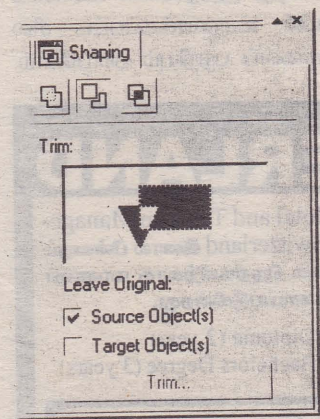 Shaping
Trim:
Leave Original:
Source Object(s)
Target Object(s)
Trim...